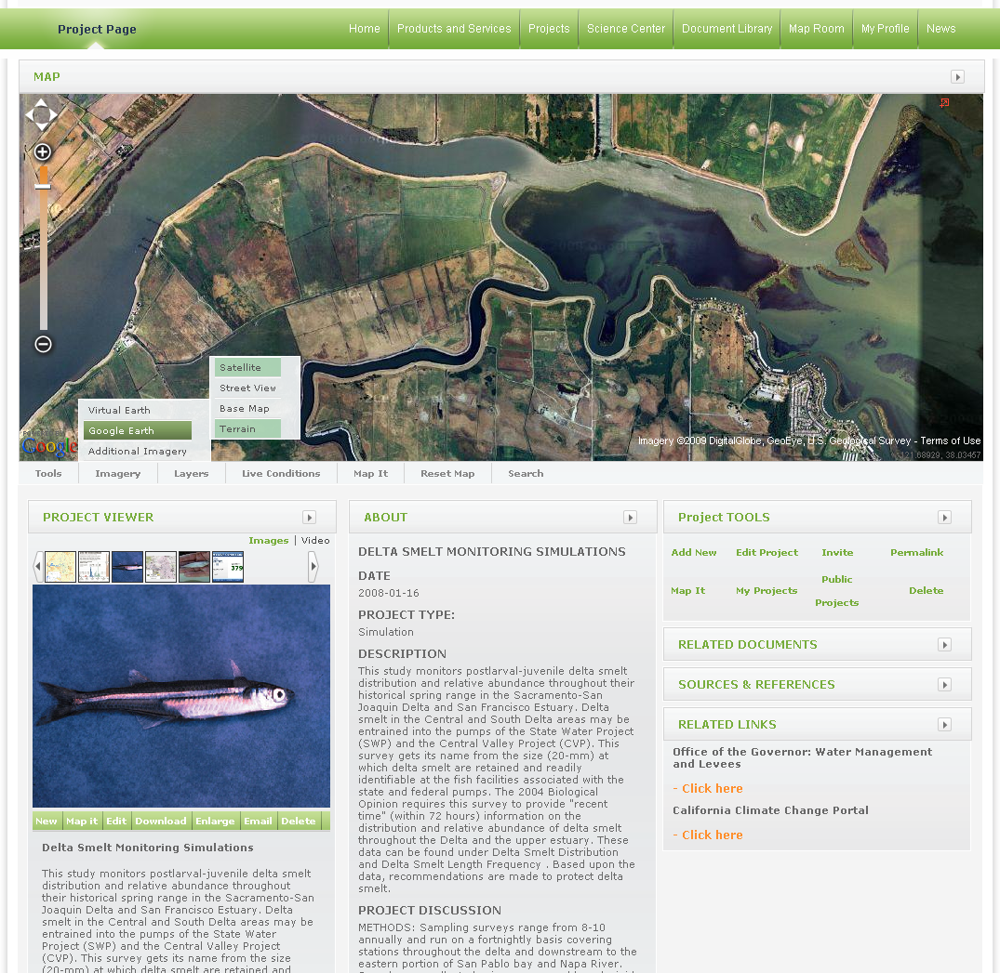 Project Page
Home
Products and Services
Projects
Science Center
Document Library
Map Room
My Profile
News
MAP
Satellite
Street View
Base Map
Terrain
Virtual Earth
Google Earth
Additional Imagery
Google
Imagery ©2009 DigitalGlobe, GeoEye, U.S. Geological Survey - Terms of Use
121.68929, 38.03457
Tools
Imagery
Layers
Live Conditions
Map It
Reset Map
Search
PROJECT VIEWER
Images | Video
379
New
Map it
Edit
Download
Enlarge
Email
Delete
Delta Smelt Monitoring Simulations
This study monitors postlarval-juvenile delta smelt
distribution and relative abundance throughout
their historical spring range in the Sacramento-San
Joaquin Delta and San Francisco Estuary. Delta
smelt in the Central and South Delta areas may be
entrained into the pumps of the State Water
Project (SWP) and the Central Valley Project
(CVP). This survey gets its name from the size
(20-mm) at which delta smelt are retained and
ABOUT
DELTA SMELT MONITORING SIMULATIONS
DATE
2008-01-16
PROJECT TYPE:
Simulation
DESCRIPTION
This study monitors postlarval-juvenile delta smelt
distribution and relative abundance throughout their
historical spring range in the Sacramento-San
Joaquin Delta and San Francisco Estuary. Delta
smelt in the Central and South Delta areas may be
entrained into the pumps of the State Water Project
(SWP) and the Central Valley Project (CVP). This
survey gets its name from the size (20-mm) at
which delta smelt are retained and readily
identifiable at the fish facilities associated with the
state and federal pumps. The 2004 Biological
Opinion requires this survey to provide "recent
time" (within 72 hours) information on the
distribution and relative abundance of delta smelt
throughout the Delta and the upper estuary. These
data can be found under Delta Smelt Distribution
and Delta Smelt Length Frequency . Based upon the
data, recommendations are made to protect delta
smelt.
PROJECT DISCUSSION
METHODS: Sampling surveys range from 8-10
annually and run on a fortnightly basis covering
stations throughout the delta and downstream to the
eastern portion of San Pablo bay and Napa River.
Project TOOLS
Add New
Edit Project
Invite
Permalink
Map It
My Projects
Public
Projects
Delete
RELATED DOCUMENTS
SOURCES & REFERENCES
RELATED LINKS
Office of the Governor: Water Management
and Levees
- Click here
California Climate Change Portal
- Click here